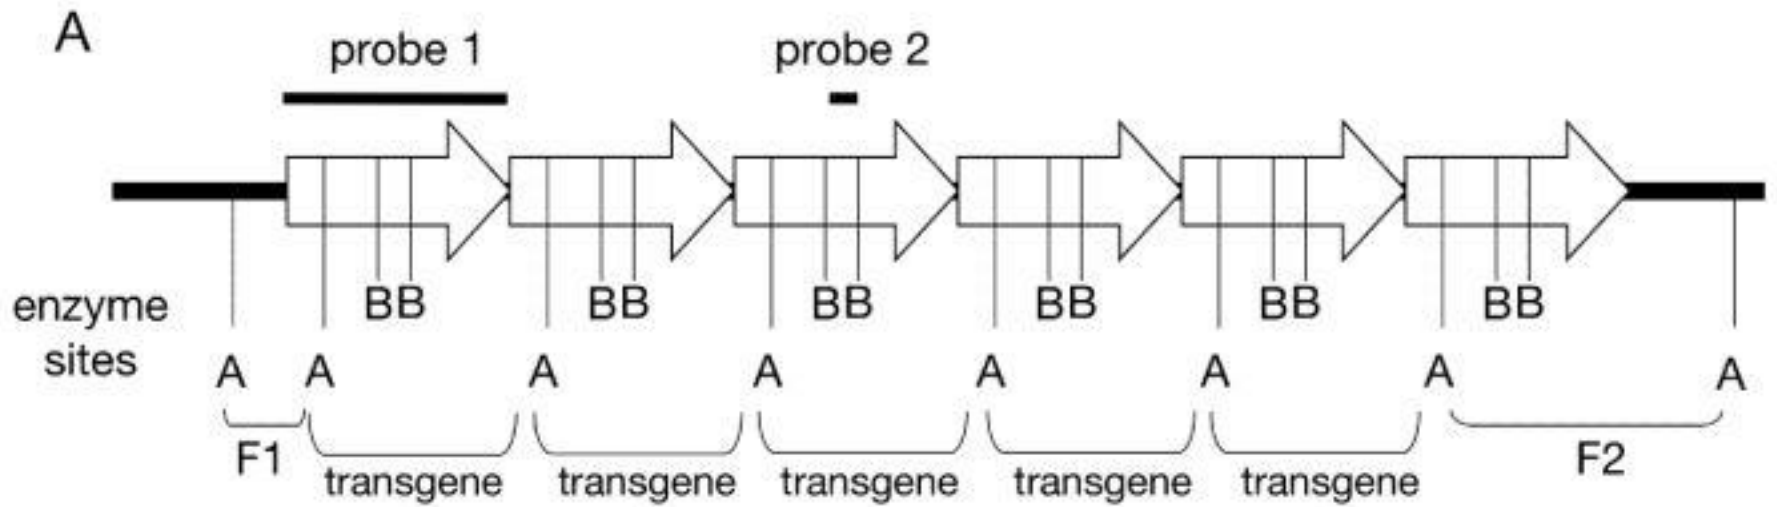 A
probe 1 probe 2
BB BB BB BB BB BB
enzyme
sites
A A A A A A A A
F1 F2
transgene transgene transgene transgene transgene